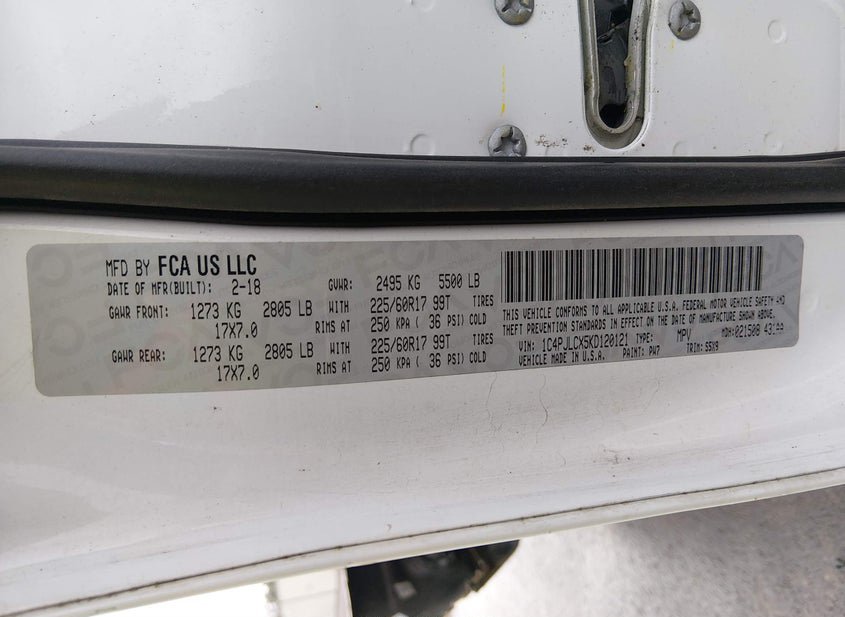 MFD BY FCA US LLC
DATE OF MFR(BUILT): 2-18 GVWR: 2495 KG 5500 LB
GAWR FRONT: 1273 KG 2805 LB WITH 225/60R17 99T TIRES
17X7.0 RIMS AT 250 KPA ( 36 PSI) COLD
GAWR REAR: 1273 KG 2805 LB WITH 225/60R17 99T TIRES
17X7.0 RIMS AT 250 KPA ( 36 PSI) COLD
THIS VEHICLE CONFORMS TO ALL APPLICABLE U.S.A. FEDERAL MOTOR VEHICLE SAFETY AND
THEFT PREVENTION STANDARDS IN EFFECT ON THE DATE OF MANUFACTURE SHOWN ABOVE.
VIN: 1C4PJLCX5KD120121 TYPE: MPV MDH:021508
VEHICLE MADE IN U.S.A. PAINT: PW7 TRIM: S5X9